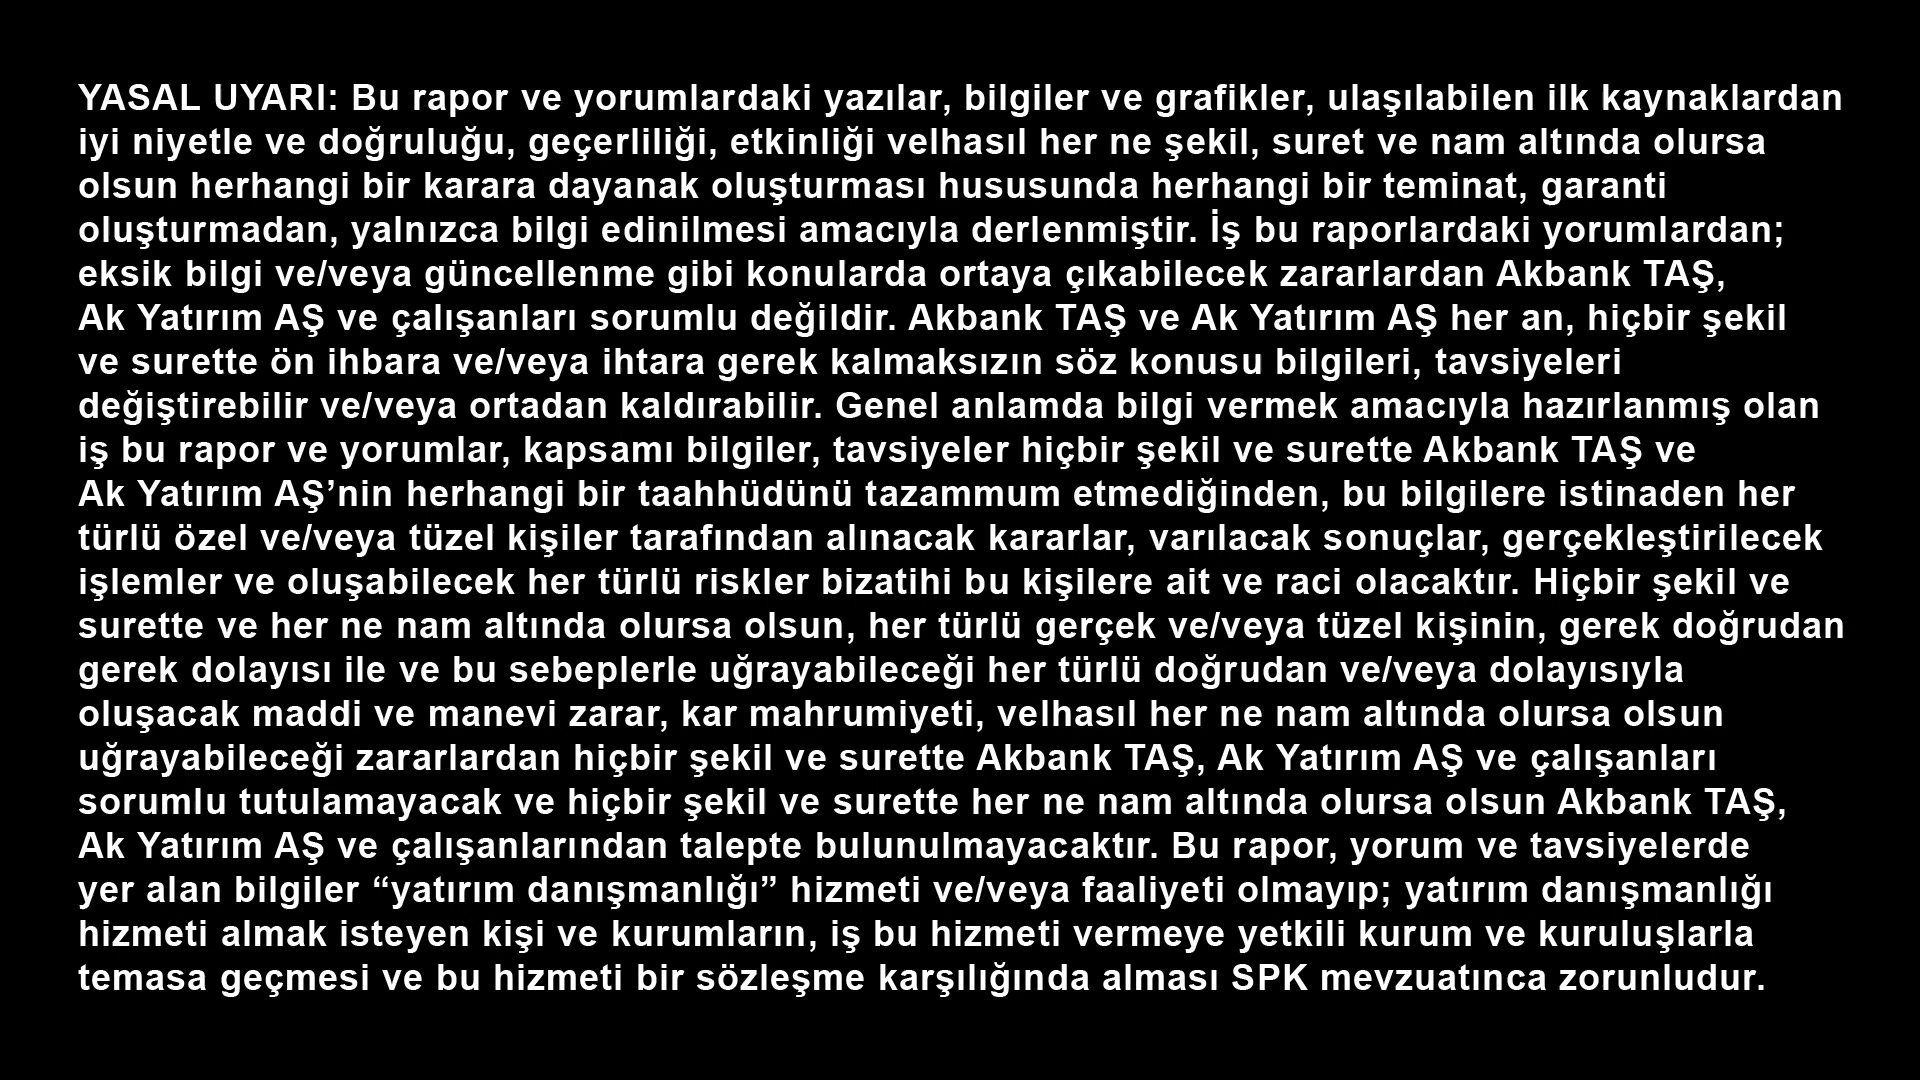 YASAL UYARI: Bu rapor ve yorumlardaki yazılar, bilgiler ve grafikler, ulaşılabilen ilk kaynaklardan
iyi niyetle ve doğruluğu, geçerliliği, etkinliği velhasıl her ne şekil, suret ve nam altında olursa
olsun herhangi bir karara dayanak oluşturması hususunda herhangi bir teminat, garanti
oluşturmadan, yalnızca bilgi edinilmesi amacıyla derlenmiştir. İş bu raporlardaki yorumlardan;
eksik bilgi ve/veya güncellenme gibi konularda ortaya çıkabilecek zararlardan Akbank TAŞ,
Ak Yatırım AŞ ve çalışanları sorumlu değildir. Akbank TAŞ ve Ak Yatırım AŞ her an, hiçbir şekil
ve surette ön ihbara ve/veya ihtara gerek kalmaksızın söz konusu bilgileri, tavsiyeleri
değiştirebilir ve/veya ortadan kaldırabilir. Genel anlamda bilgi vermek amacıyla hazırlanmış olan
iş bu rapor ve yorumlar, kapsamı bilgiler, tavsiyeler hiçbir şekil ve surette Akbank TAŞ ve
Ak Yatırım AŞ’nin herhangi bir taahhüdünü tazammum etmediğinden, bu bilgilere istinaden her
türlü özel ve/veya tüzel kişiler tarafından alınacak kararlar, varılacak sonuçlar, gerçekleştirilecek
işlemler ve oluşabilecek her türlü riskler bizatihi bu kişilere ait ve raci olacaktır. Hiçbir şekil ve
surette ve her ne nam altında olursa olsun, her türlü gerçek ve/veya tüzel kişinin, gerek doğrudan
gerek dolayısı ile ve bu sebeplerle uğrayabileceği her türlü doğrudan ve/veya dolayısıyla
oluşacak maddi ve manevi zarar, kar mahrumiyeti, velhasıl her ne nam altında olursa olsun
uğrayabileceği zararlardan hiçbir şekil ve surette Akbank TAŞ, Ak Yatırım AŞ ve çalışanları
sorumlu tutulamayacak ve hiçbir şekil ve surette her ne nam altında olursa olsun Akbank TAŞ,
Ak Yatırım AŞ ve çalışanlarından talepte bulunulmayacaktır. Bu rapor, yorum ve tavsiyelerde
yer alan bilgiler “yatırım danışmanlığı” hizmeti ve/veya faaliyeti olmayıp; yatırım danışmanlığı
hizmeti almak isteyen kişi ve kurumların, iş bu hizmeti vermeye yetkili kurum ve kuruluşlarla
temasa geçmesi ve bu hizmeti bir sözleşme karşılığında alması SPK mevzuatınca zorunludur.